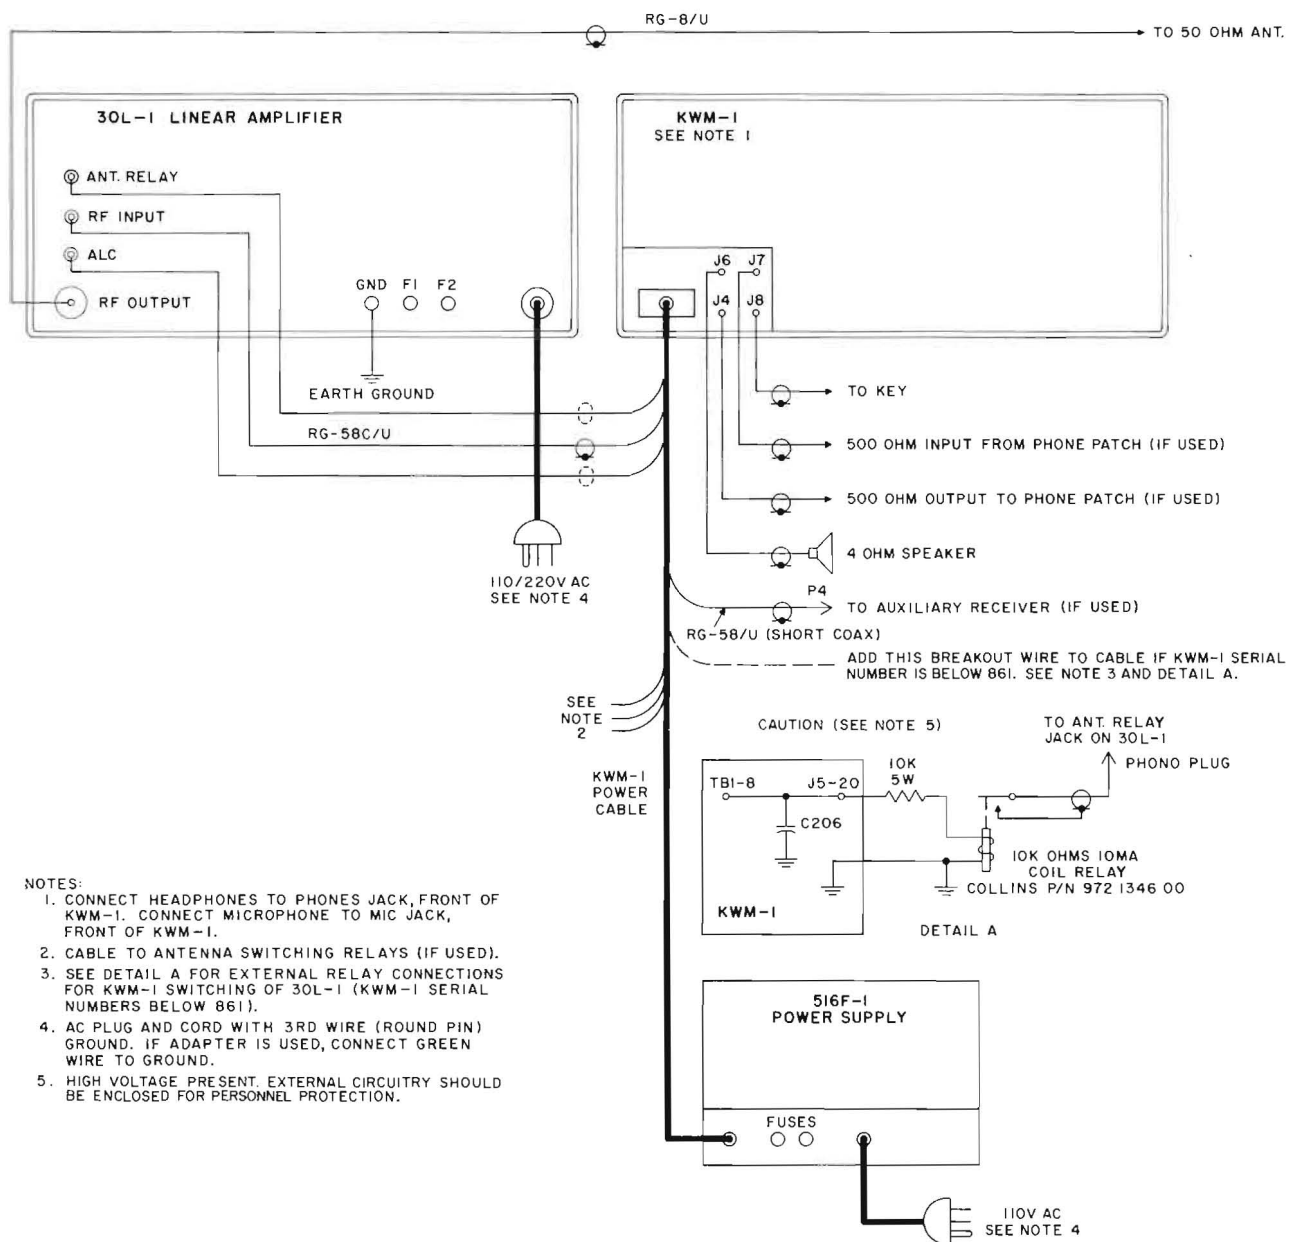 RG-8/U
TO 50 OHM ANT.
30L-1 LINEAR AMPLIFIER
ANT. RELAY
RF INPUT
ALC
RF OUTPUT
GND F1 F2
EARTH GROUND
RG-58C/U
110/220V AC
SEE NOTE 4
KWM-1
SEE NOTE 1
J6 J7
J4 J8
TO KEY
500 OHM INPUT FROM PHONE PATCH (IF USED)
500 OHM OUTPUT TO PHONE PATCH (IF USED)
4 OHM SPEAKER
P4
TO AUXILIARY RECEIVER (IF USED)
RG-58/U (SHORT COAX)
ADD THIS BREAKOUT WIRE TO CABLE IF KWM-1 SERIAL
NUMBER IS BELOW 861. SEE NOTE 3 AND DETAIL A.
SEE
NOTE
2
KWM-1
POWER
CABLE
CAUTION (SEE NOTE 5)
TO ANT. RELAY
JACK ON 30L-1
PHONO PLUG
TB1-8
J5-20
10K
5W
C206
KWM-1
10K OHMS 10MA
COIL RELAY
COLLINS P/N 972 1346 00
DETAIL A
NOTES:
1. CONNECT HEADPHONES TO PHONES JACK, FRONT OF
KWM-1. CONNECT MICROPHONE TO MIC JACK,
FRONT OF KWM-1.
2. CABLE TO ANTENNA SWITCHING RELAYS (IF USED).
3. SEE DETAIL A FOR EXTERNAL RELAY CONNECTIONS
FOR KWM-1 SWITCHING OF 30L-1 (KWM-1 SERIAL
NUMBERS BELOW 861).
4. AC PLUG AND CORD WITH 3RD WIRE (ROUND PIN)
GROUND. IF ADAPTER IS USED, CONNECT GREEN
WIRE TO GROUND.
5. HIGH VOLTAGE PRESENT. EXTERNAL CIRCUITRY SHOULD
BE ENCLOSED FOR PERSONNEL PROTECTION.
516F-1
POWER SUPPLY
FUSES
110V AC
SEE NOTE 4